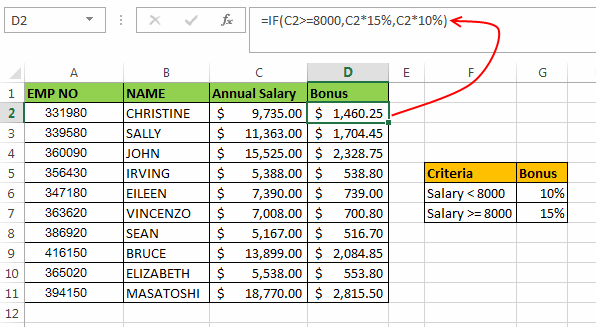 D2 fx =IF(C2>=8000,C2*15%,C2*10%)
A B C D E F G
1 EMP NO NAME Annual Salary Bonus
2 331980 CHRISTINE $ 9,735.00 $ 1,460.25
3 339580 SALLY $ 11,363.00 $ 1,704.45
4 360090 JOHN $ 15,525.00 $ 2,328.75
5 356430 IRVING $ 5,388.00 $ 538.80 Criteria Bonus
6 347180 EILEEN $ 7,390.00 $ 739.00 Salary < 8000 10%
7 363620 VINCENZO $ 7,008.00 $ 700.80 Salary >= 8000 15%
8 386920 SEAN $ 5,167.00 $ 516.70
9 416150 BRUCE $ 13,899.00 $ 2,084.85
10 365020 ELIZABETH $ 5,538.00 $ 553.80
11 394150 MASATOSHI $ 18,770.00 $ 2,815.50
12